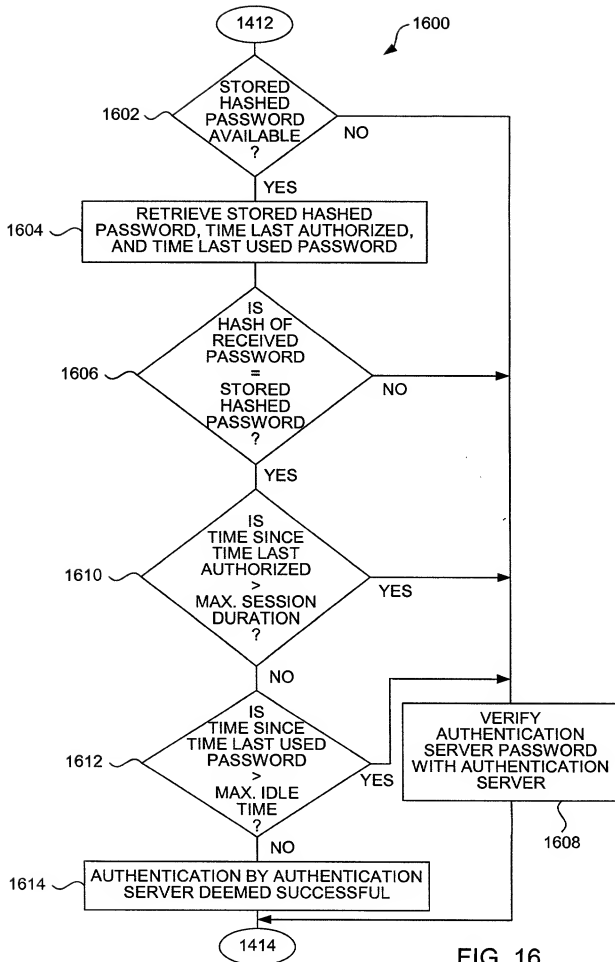 1412
1600
STORED
HASHED
PASSWORD
AVAILABLE
?
1602
NO
YES
RETRIEVE STORED HASHED
PASSWORD, TIME LAST AUTHORIZED,
AND TIME LAST USED PASSWORD
1604
IS
HASH OF
RECEIVED
PASSWORD
=
STORED
HASHED
PASSWORD
?
1606
NO
YES
IS
TIME SINCE
TIME LAST
AUTHORIZED
>
MAX. SESSION
DURATION
?
1610
YES
NO
IS
TIME SINCE
TIME LAST USED
PASSWORD
>
MAX. IDLE
TIME
?
1612
YES
NO
VERIFY
AUTHENTICATION
SERVER PASSWORD
WITH AUTHENTICATION
SERVER
1608
1614
AUTHENTICATION BY AUTHENTICATION
SERVER DEEMED SUCCESSFUL
1414
FIG. 16